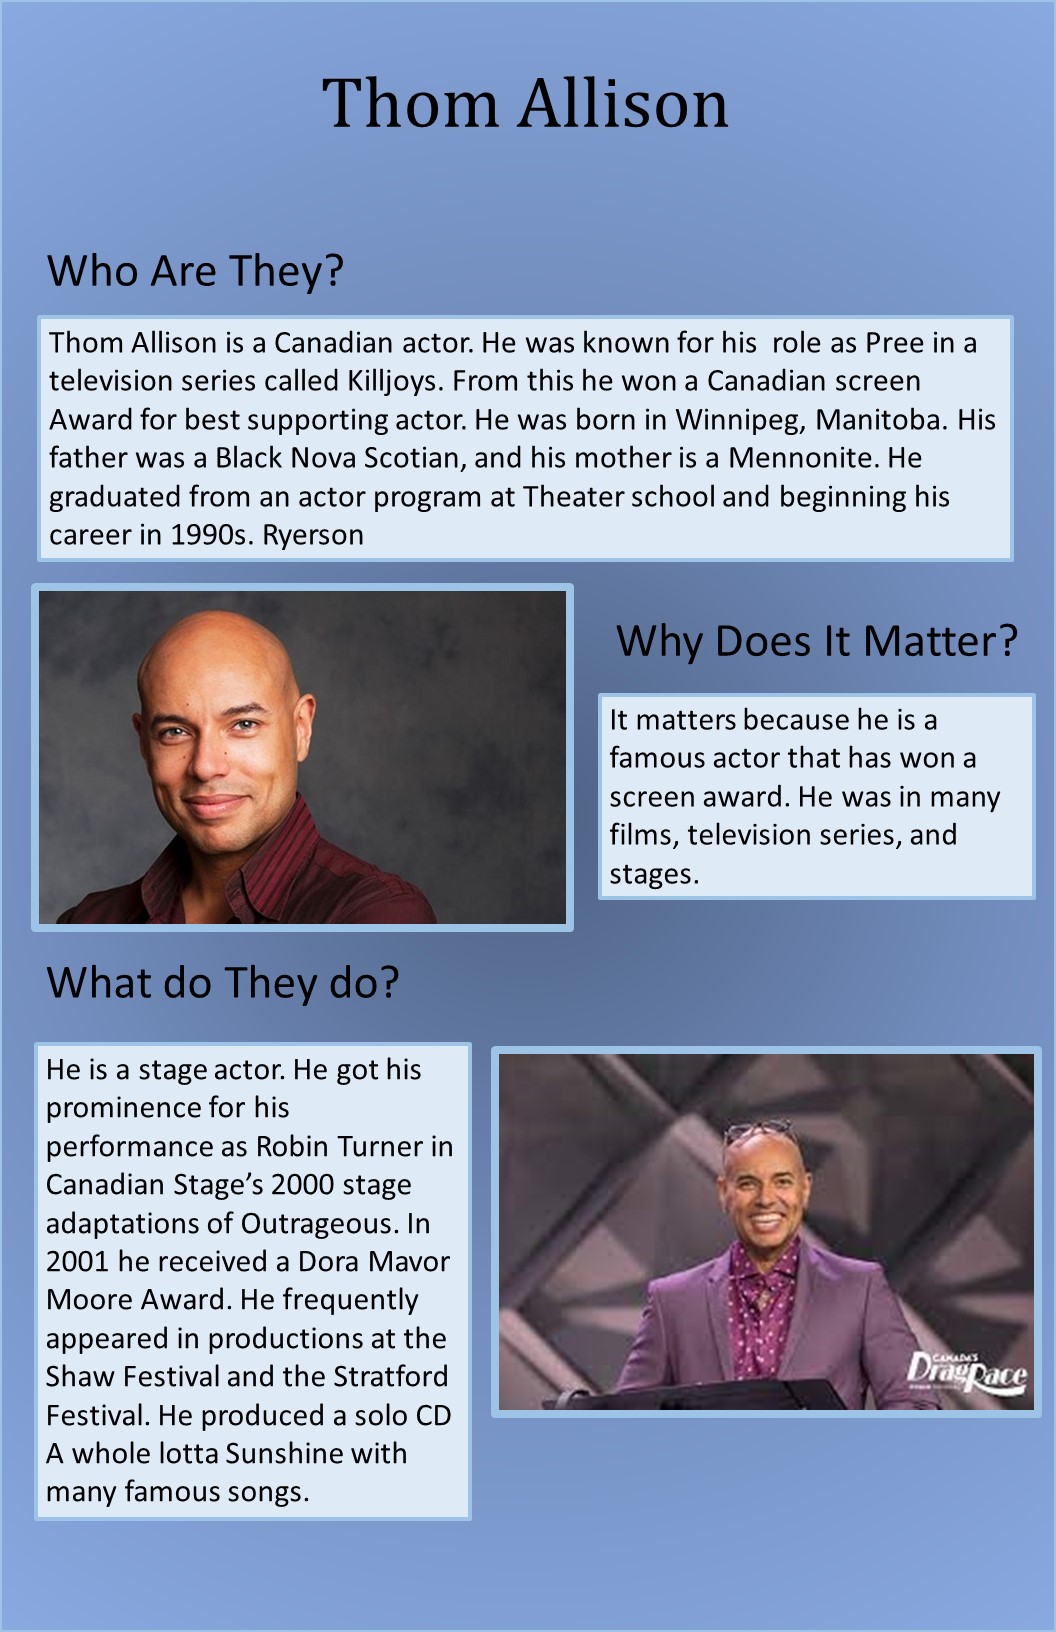 Thom Allison
Who Are They?
Thom Allison is a Canadian actor. He was known for his  role as Pree in a
television series called Killjoys. From this he won a Canadian screen
Award for best supporting actor. He was born in Winnipeg, Manitoba. His
father was a Black Nova Scotian, and his mother is a Mennonite. He
graduated from an actor program at Theater school and beginning his
career in 1990s. Ryerson
Why Does It Matter?
It matters because he is a
famous actor that has won a
screen award. He was in many
films, television series, and
stages.
What do They do?
He is a stage actor. He got his
prominence for his
performance as Robin Turner in
Canadian Stage’s 2000 stage
adaptations of Outrageous. In
2001 he received a Dora Mavor
Moore Award. He frequently
appeared in productions at the
Shaw Festival and the Stratford
Festival. He produced a solo CD
A whole lotta Sunshine with
many famous songs.
CANADA'S
Drag Race